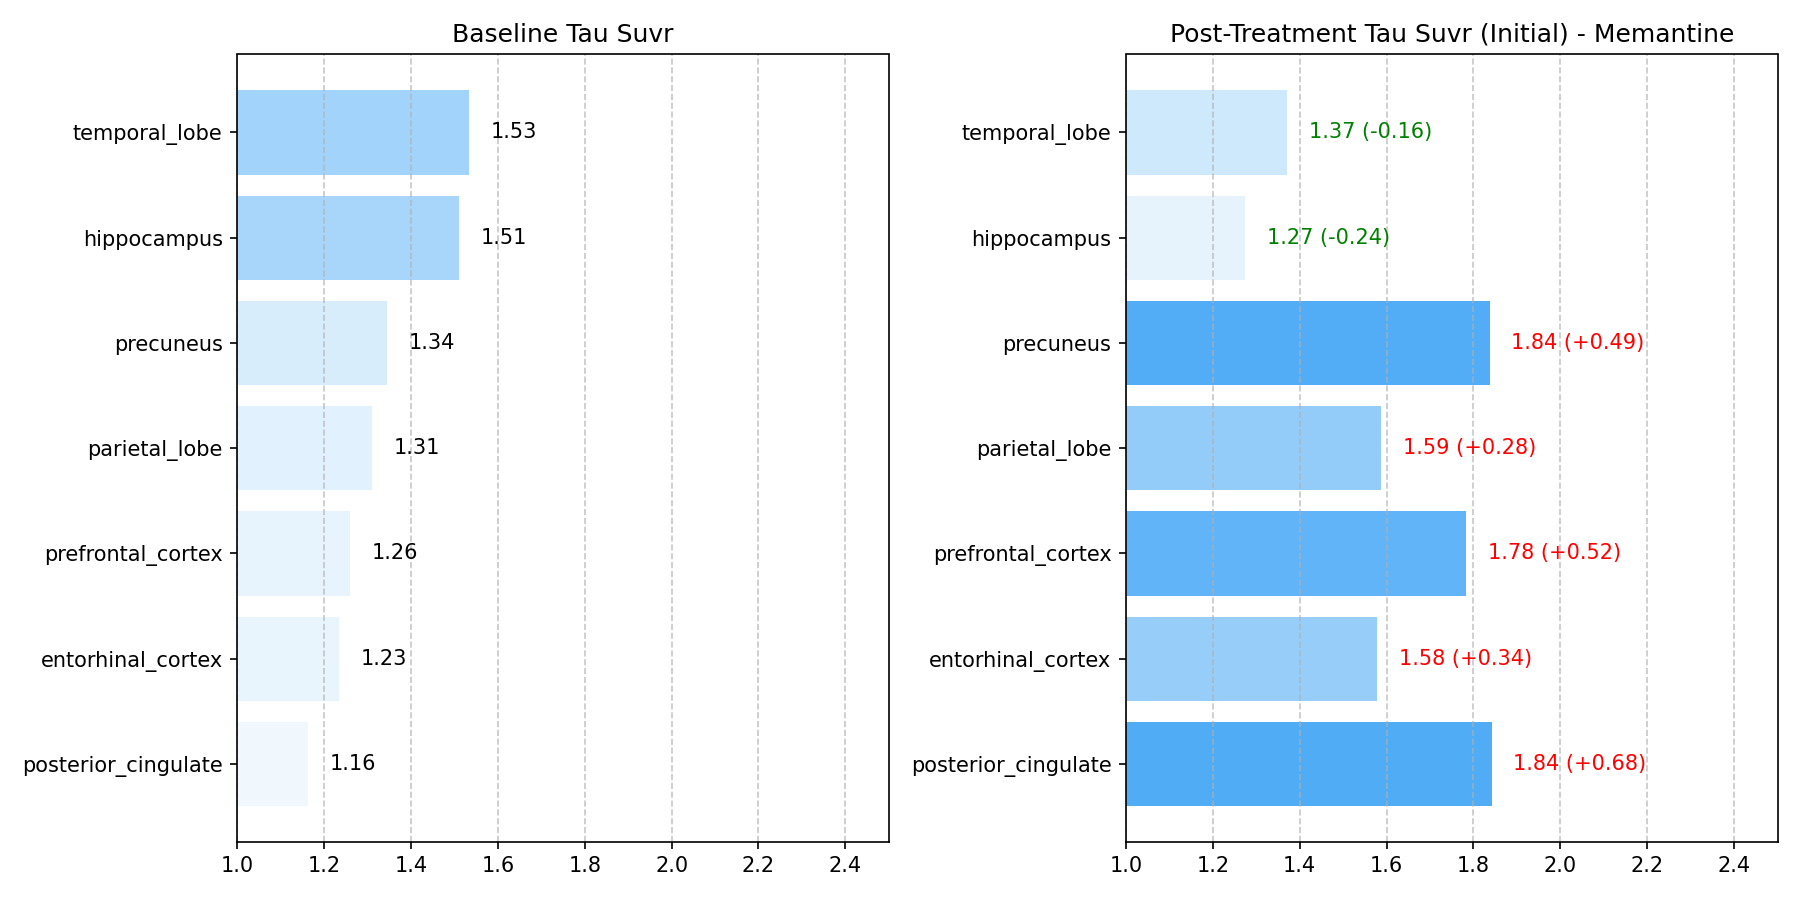 Baseline Tau Suvr
temporal_lobe 1.53
hippocampus 1.51
precuneus 1.34
parietal_lobe 1.31
prefrontal_cortex 1.26
entorhinal_cortex 1.23
posterior_cingulate 1.16
1.0 1.2 1.4 1.6 1.8 2.0 2.2 2.4
Post-Treatment Tau Suvr (Initial) - Memantine
temporal_lobe 1.37 (-0.16)
hippocampus 1.27 (-0.24)
precuneus 1.84 (+0.49)
parietal_lobe 1.59 (+0.28)
prefrontal_cortex 1.78 (+0.52)
entorhinal_cortex 1.58 (+0.34)
posterior_cingulate 1.84 (+0.68)
1.0 1.2 1.4 1.6 1.8 2.0 2.2 2.4